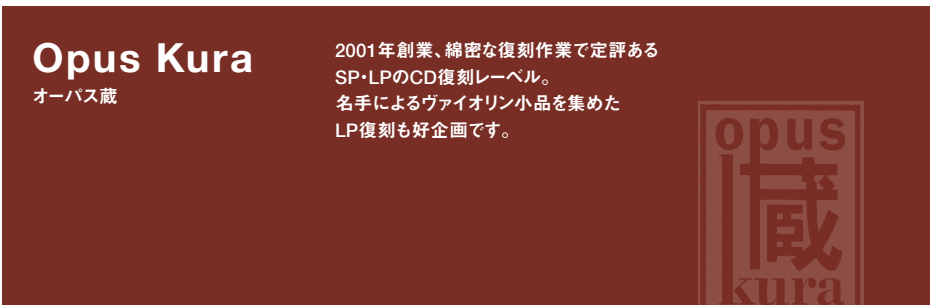 Opus Kura
オーパス蔵
2001年創業、綿密な復刻作業で定評ある
SP・LPのCD復刻レーベル。
名手によるヴァイオリン小品を集めた
LP復刻も好企画です。
opus
蔵
kura